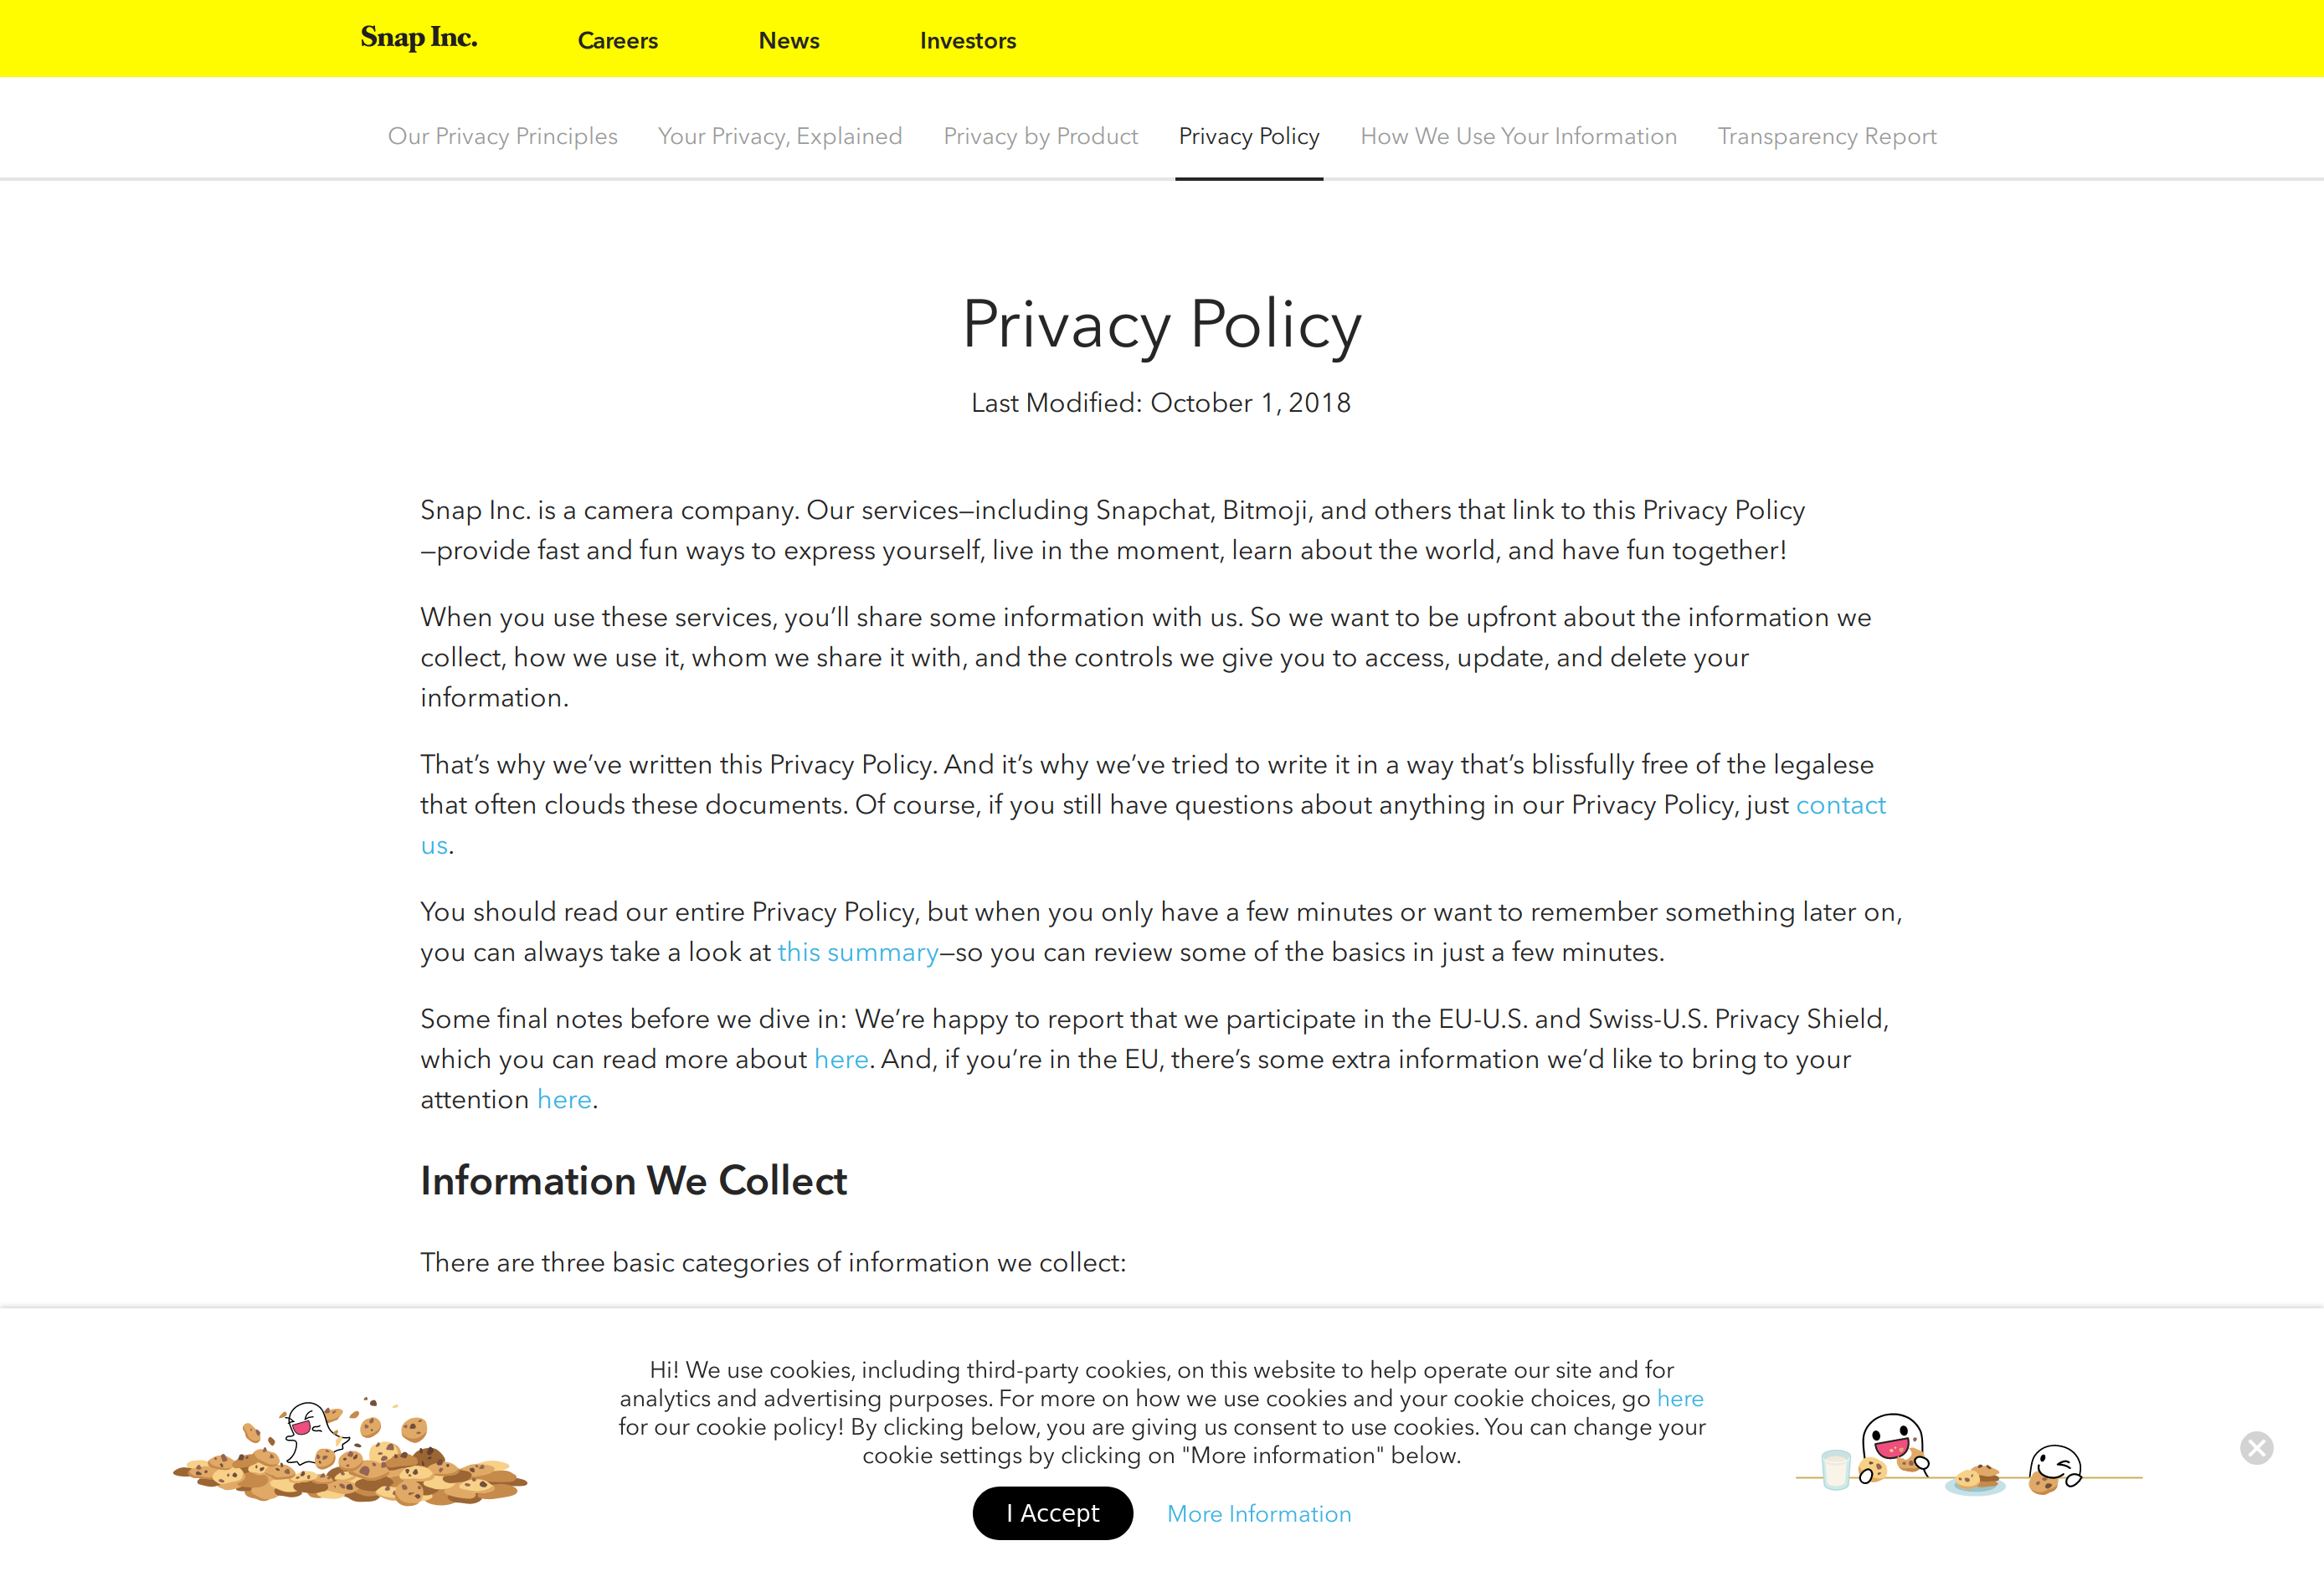 Snap Inc. Careers News Investors
Our Privacy Principles Your Privacy, Explained Privacy by Product Privacy Policy How We Use Your Information Transparency Report
Privacy Policy
Last Modified: October 1, 2018
Snap Inc. is a camera company. Our services—including Snapchat, Bitmoji, and others that link to this Privacy Policy
—provide fast and fun ways to express yourself, live in the moment, learn about the world, and have fun together!
When you use these services, you’ll share some information with us. So we want to be upfront about the information we
collect, how we use it, whom we share it with, and the controls we give you to access, update, and delete your
information.
That’s why we’ve written this Privacy Policy. And it’s why we’ve tried to write it in a way that’s blissfully free of the legalese
that often clouds these documents. Of course, if you still have questions about anything in our Privacy Policy, just contact
us.
You should read our entire Privacy Policy, but when you only have a few minutes or want to remember something later on,
you can always take a look at this summary—so you can review some of the basics in just a few minutes.
Some final notes before we dive in: We’re happy to report that we participate in the EU-U.S. and Swiss-U.S. Privacy Shield,
which you can read more about here. And, if you’re in the EU, there’s some extra information we’d like to bring to your
attention here.
Information We Collect
There are three basic categories of information we collect:
Hi! We use cookies, including third-party cookies, on this website to help operate our site and for
analytics and advertising purposes. For more on how we use cookies and your cookie choices, go here
for our cookie policy! By clicking below, you are giving us consent to use cookies. You can change your
cookie settings by clicking on "More information" below.
I Accept More Information